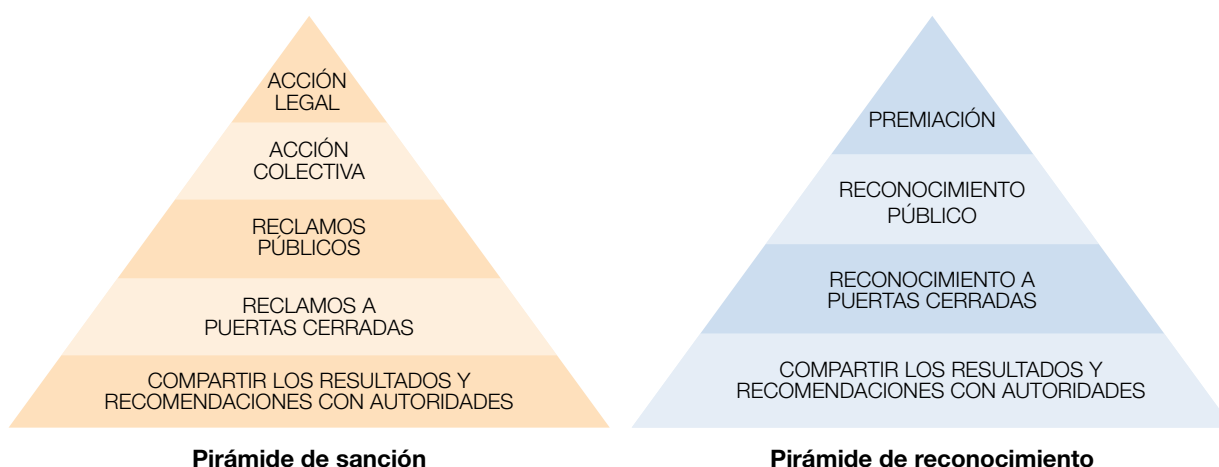 ACCIÓN
LEGAL
ACCIÓN
COLECTIVA
RECLAMOS
PÚBLICOS
RECLAMOS A
PUERTAS CERRADAS
COMPARTIR LOS RESULTADOS Y
RECOMENDACIONES CON AUTORIDADES
Pirámide de sanción
PREMIACIÓN
RECONOCIMIENTO
PÚBLICO
RECONOCIMIENTO A
PUERTAS CERRADAS
COMPARTIR LOS RESULTADOS Y
RECOMENDACIONES CON AUTORIDADES
Pirámide de reconocimiento